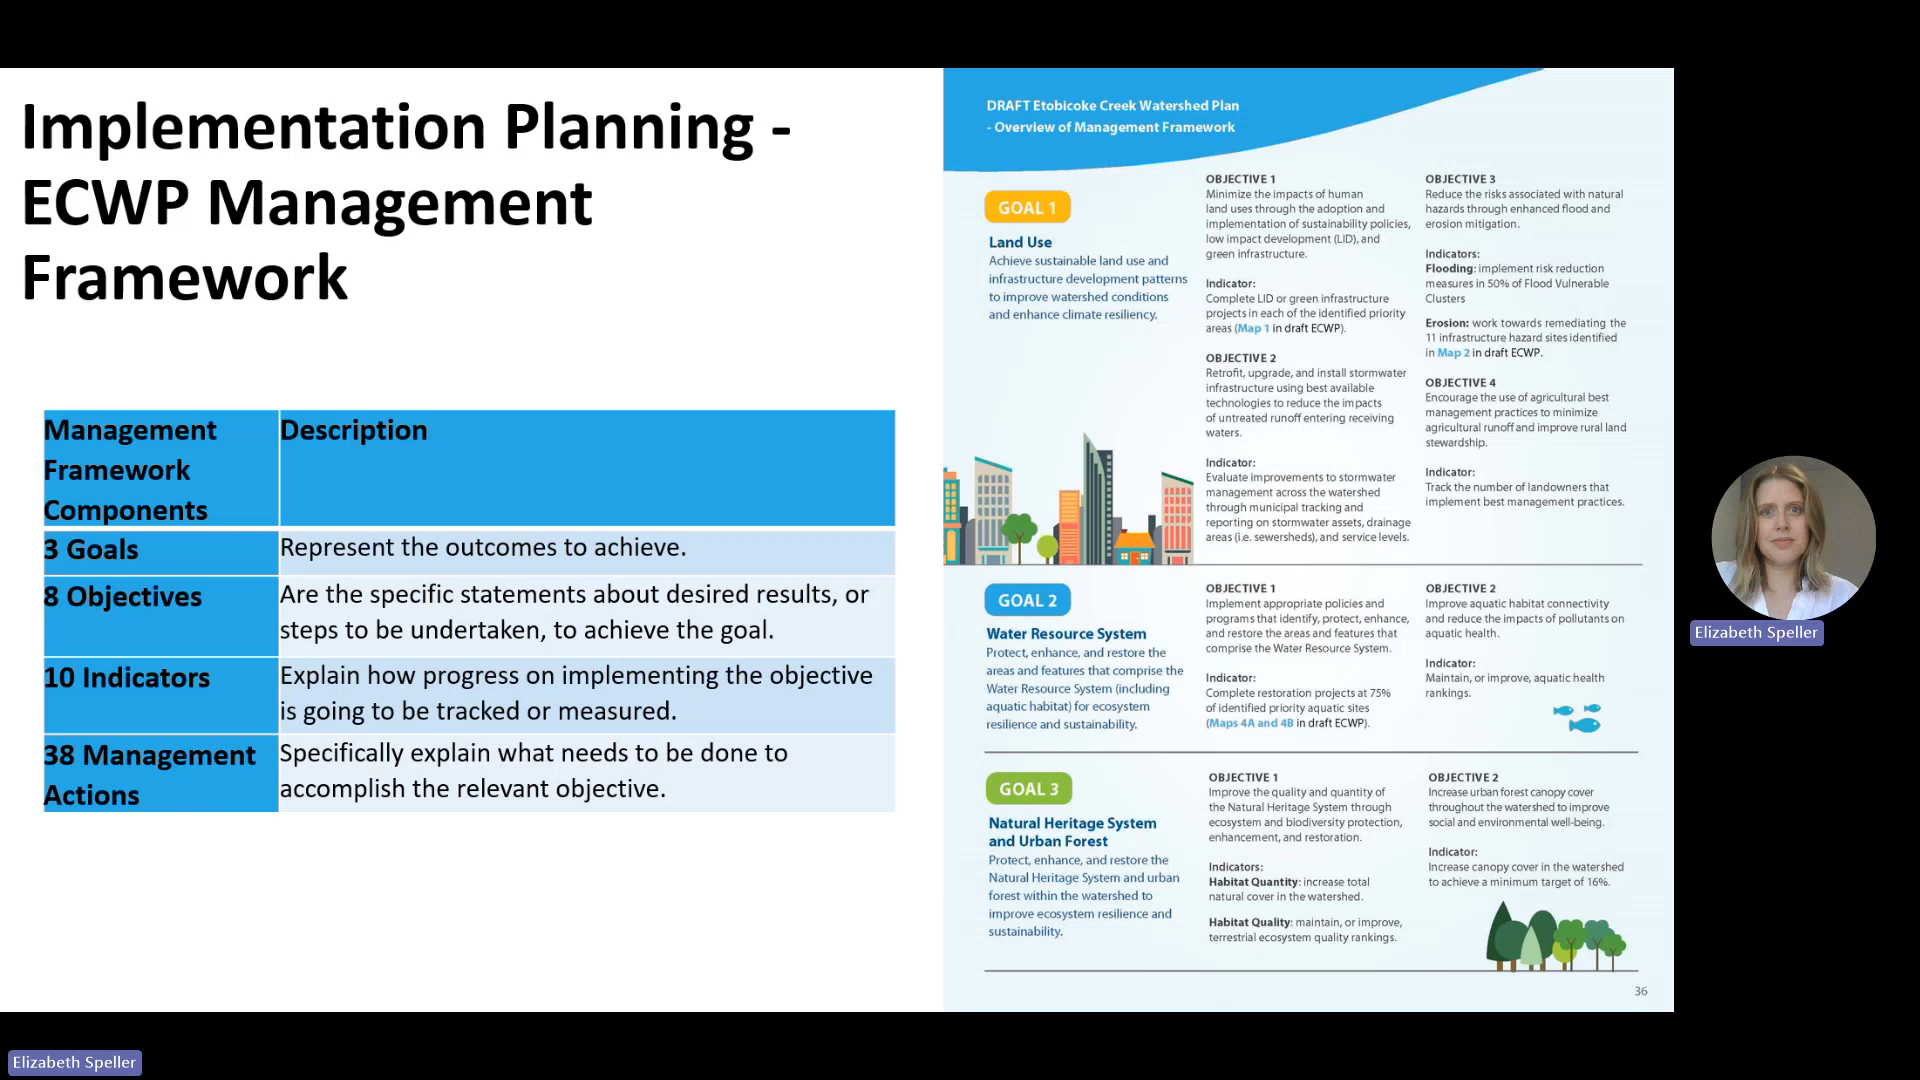 Implementation Planning -
ECWP Management
Framework
Management
Framework
Components
Description
3 Goals
Represent the outcomes to achieve.
8 Objectives
Are the specific statements about desired results, or
steps to be undertaken, to achieve the goal.
10 Indicators
Explain how progress on implementing the objective
is going to be tracked or measured.
38 Management
Actions
Specifically explain what needs to be done to
accomplish the relevant objective.
DRAFT Etobicoke Creek Watershed Plan
- Overview of Management Framework
GOAL 1
Land Use
Achieve sustainable land use and
infrastructure development patterns
to improve watershed conditions
and enhance climate resiliency.
OBJECTIVE 1
Minimize the impacts of human
land uses through the adoption and
implementation of sustainability policies,
low impact development (LID), and
green infrastructure.
Indicator:
Complete LID or green infrastructure
projects in each of the identified priority
areas (Map 1 in draft ECWP).
OBJECTIVE 2
Retrofit, upgrade, and install stormwater
infrastructure using best available
technologies to reduce the impacts
of untreated runoff entering receiving
waters.
Indicator:
Evaluate improvements to stormwater
management across the watershed
through municipal tracking and
reporting on stormwater assets, drainage
areas (i.e. sewersheds), and service levels.
OBJECTIVE 3
Reduce the risks associated with natural
hazards through enhanced flood and
erosion mitigation.
Indicators:
Flooding: implement risk reduction
measures in 50% of Flood Vulnerable
Clusters
Erosion: work towards remediating the
11 infrastructure hazard sites identified
in Map 2 in draft ECWP.
OBJECTIVE 4
Encourage the use of agricultural best
management practices to minimize
agricultural runoff and improve rural land
stewardship.
Indicator:
Track the number of landowners that
implement best management practices.
GOAL 2
Water Resource System
Protect, enhance, and restore the
areas and features that comprise the
Water Resource System (including
aquatic habitat) for ecosystem
resilience and sustainability.
OBJECTIVE 1
Implement appropriate policies and
programs that identify, protect, enhance,
and restore the areas and features that
comprise the Water Resource System.
Indicator:
Complete restoration projects at 75%
of identified priority aquatic sites
(Maps 4A and 4B in draft ECWP).
OBJECTIVE 2
Improve aquatic habitat connectivity
and reduce the impacts of pollutants on
aquatic health.
Indicator:
Maintain, or improve, aquatic health
rankings.
GOAL 3
Natural Heritage System
and Urban Forest
Protect, enhance, and restore the
Natural Heritage System and urban
forest within the watershed to
improve ecosystem resilience and
sustainability.
OBJECTIVE 1
Improve the quality and quantity of
the Natural Heritage System through
ecosystem and biodiversity protection,
enhancement, and restoration.
Indicators:
Habitat Quantity: increase total
natural cover in the watershed.
Habitat Quality: maintain, or improve,
terrestrial ecosystem quality rankings.
OBJECTIVE 2
Increase urban forest canopy cover
throughout the watershed to improve
social and environmental well-being.
Indicator:
Increase canopy cover in the watershed
to achieve a minimum target of 16%.
36
Elizabeth Speller
Elizabeth Speller